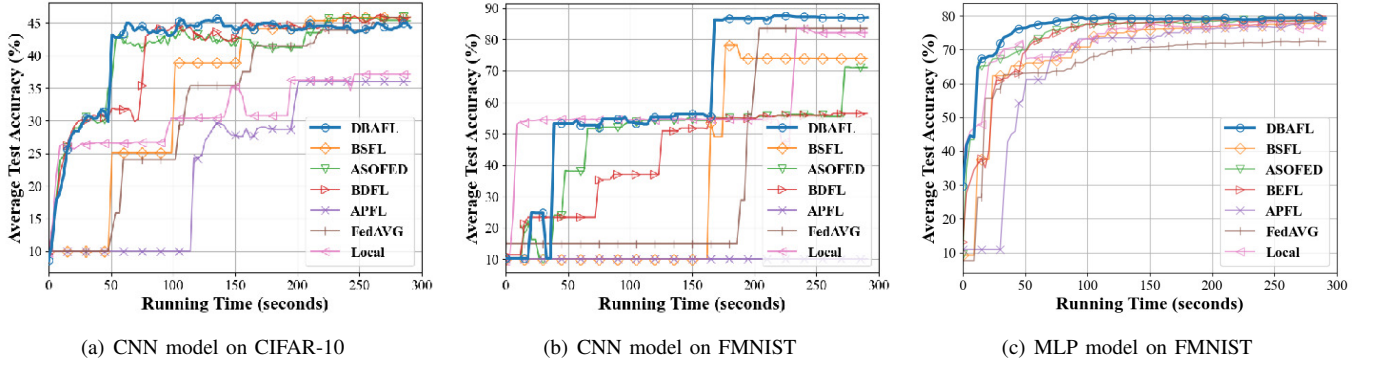 Average Test Accuracy (%)
45
40
35
30
25
20
15
10
0
50
100
150
200
250
300
Running Time (seconds)
DBAFL
BSFL
ASOFED
BDFL
APFL
FedAVG
Local
(a) CNN model on CIFAR-10
Average Test Accuracy (%)
90
80
70
60
50
40
30
20
10
0
50
100
150
200
250
300
Running Time (seconds)
DBAFL
BSFL
ASOFED
BDFL
APFL
FedAVG
Local
(b) CNN model on FMNIST
Average Test Accuracy (%)
80
70
60
50
40
30
20
10
0
50
100
150
200
250
300
Running Time (seconds)
DBAFL
BSFL
ASOFED
BEFL
APFL
FedAVG
Local
(c) MLP model on FMNIST